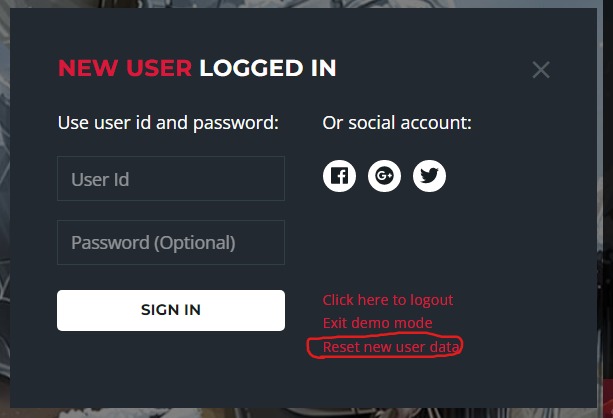 NEW USER LOGGED IN
Use user id and password:
User Id
Password (Optional)
SIGN IN
Or social account:
Click here to logout
Exit demo mode
Reset new user data